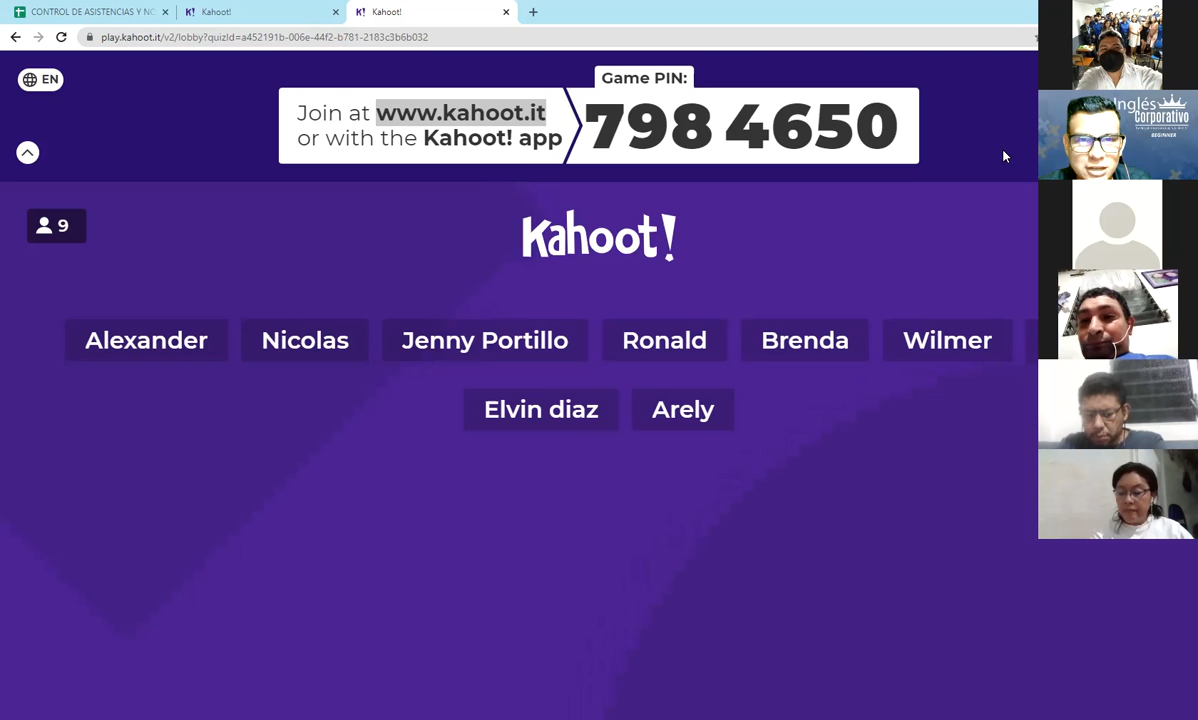 CONTROL DE ASISTENCIAS Y NO
Kahoot!
Kahoot!
play.kahoot.it/v2/lobby?quizId=a452191b-006e-44f2-b781-2183c3b6b032
EN
Game PIN:
Join at www.kahoot.it
or with the Kahoot! app
798 4650
9
Kahoot!
Alexander Nicolas Jenny Portillo Ronald Brenda Wilmer
Elvin diaz Arely
Inglés
Corporativo
BEGINNER